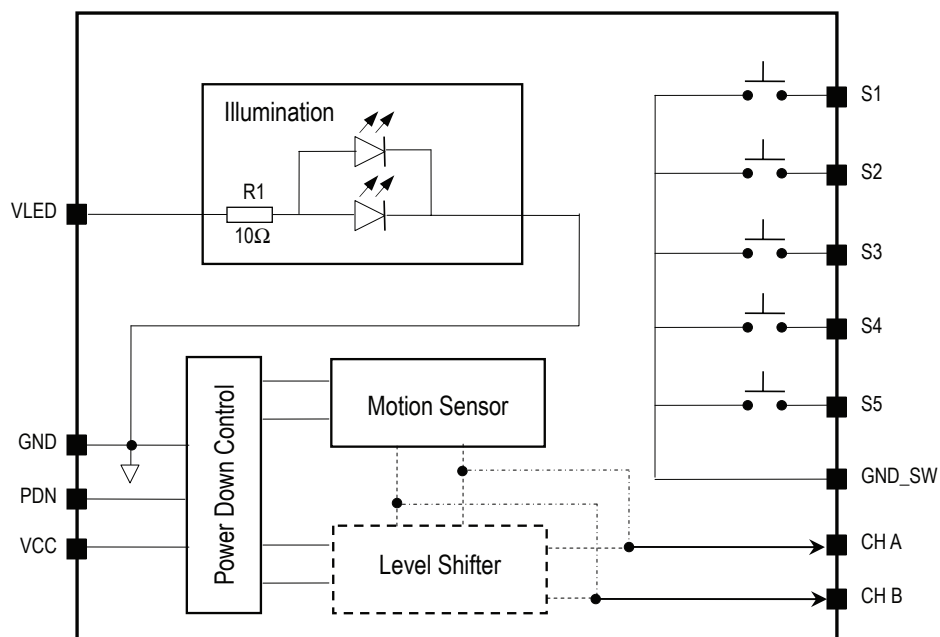 Illumination
R1
10Ω
VLED
GND
PDN
VCC
Power Down Control
Motion Sensor
Level Shifter
S1
S2
S3
S4
S5
GND_SW
CH A
CH B